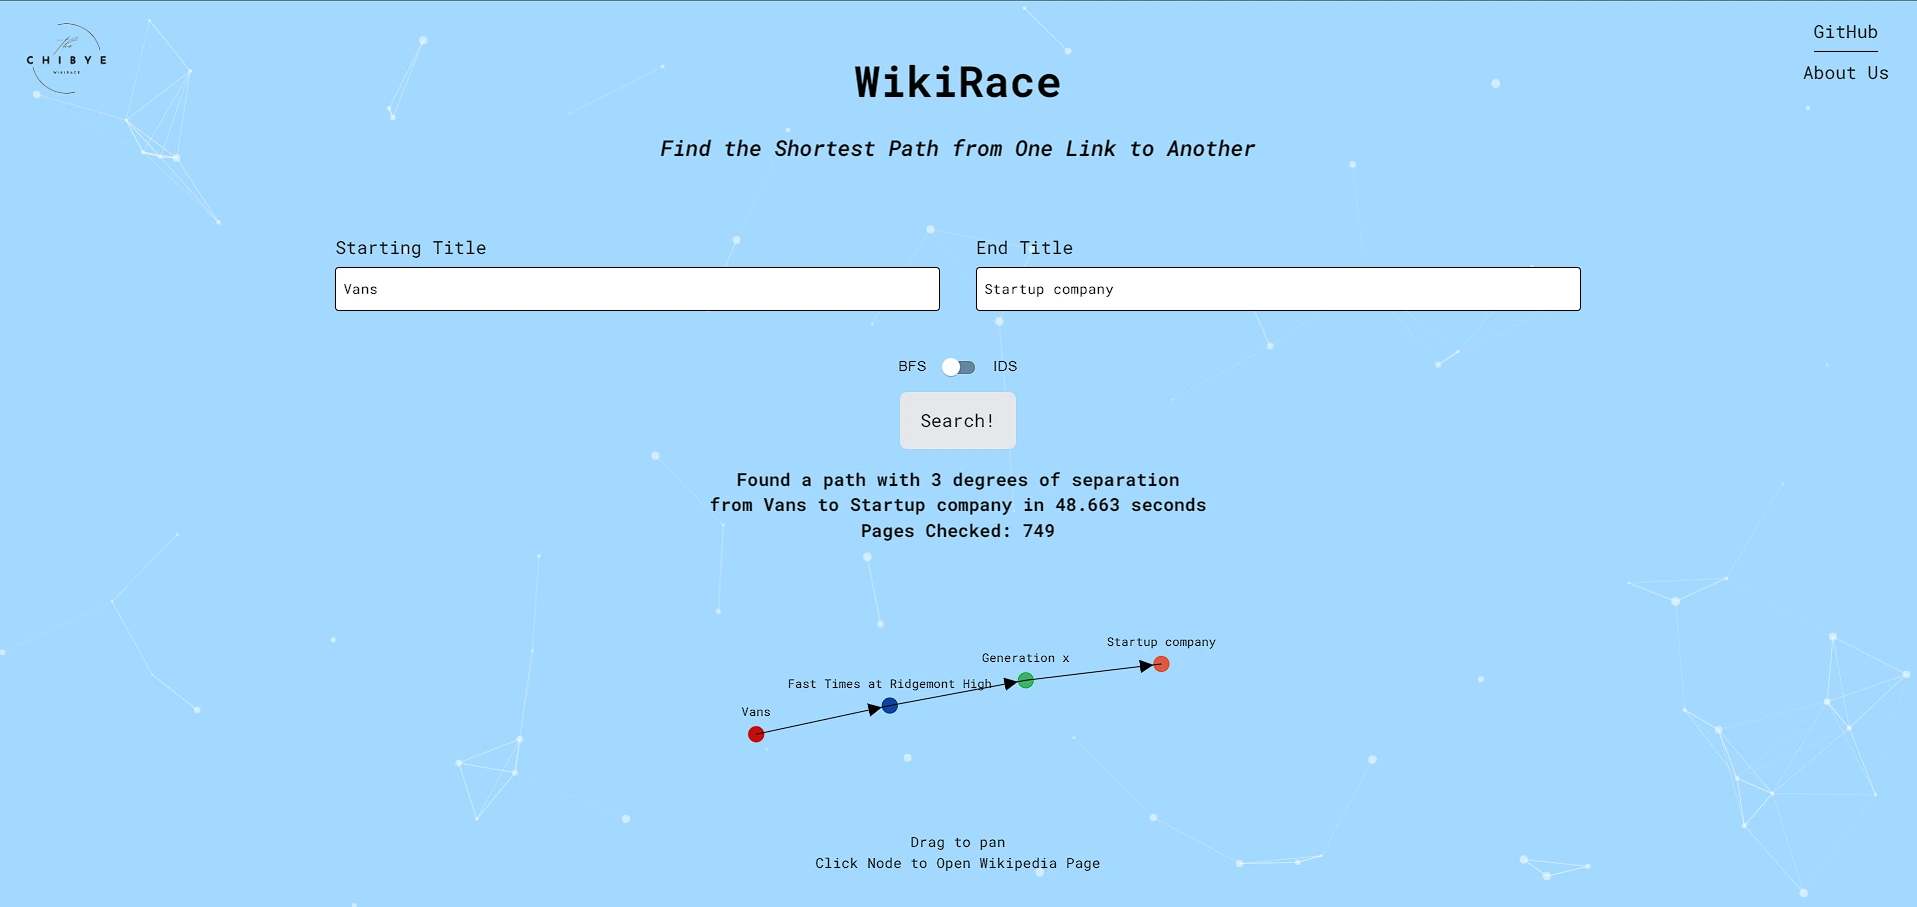 the
CHIBYE
WIKIRACE
GitHub
About Us
WikiRace
Find the Shortest Path from One Link to Another
Starting Title
End Title
Vans
Startup company
BFS
IDS
Search!
Found a path with 3 degrees of separation
from Vans to Startup company in 48.663 seconds
Pages Checked: 749
Startup company
Generation x
Fast Times at Ridgemont High
Vans
Drag to pan
Click Node to Open Wikipedia Page